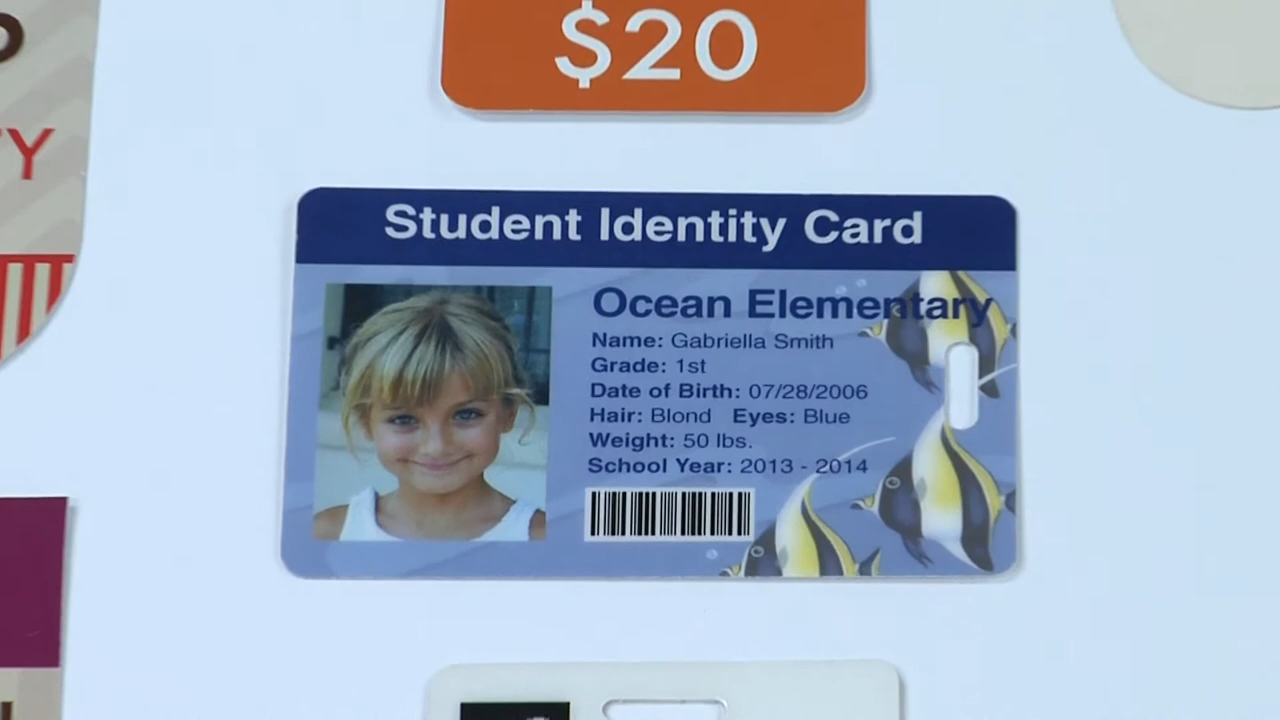 $20
TY
Student Identity Card
Ocean Elementary
Name: Gabriella Smith
Grade: 1st
Date of Birth: 07/28/2006
Hair: Blond Eyes: Blue
Weight: 50 lbs.
School Year: 2013 - 2014